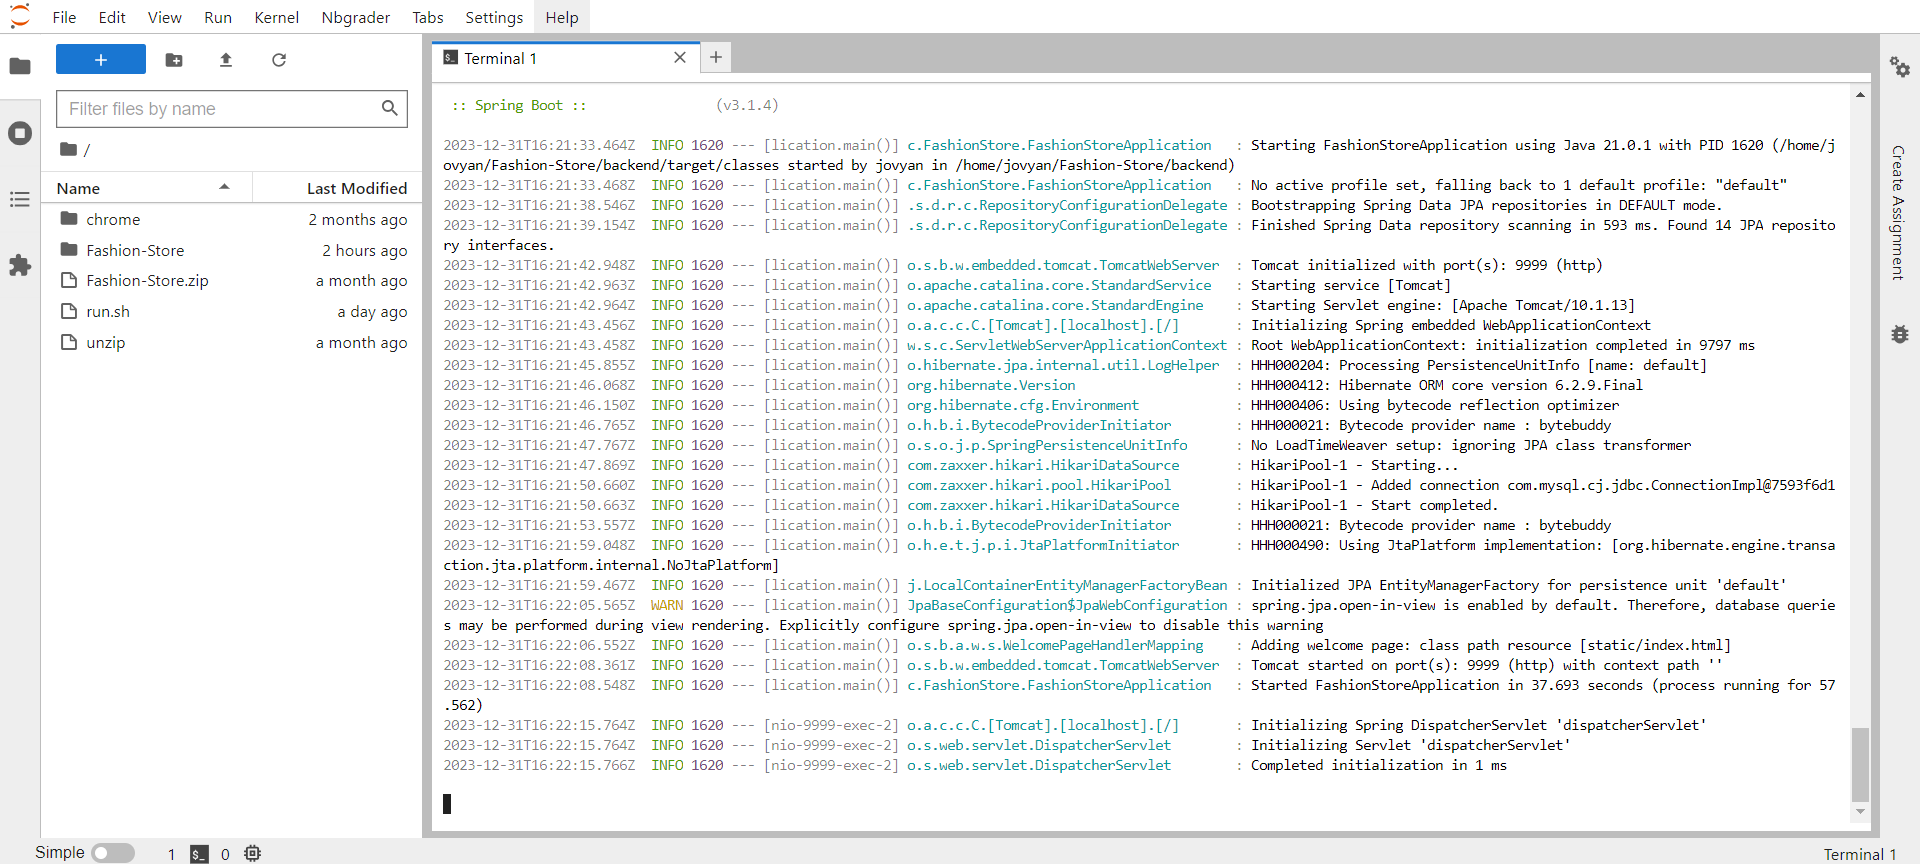 File Edit View Run Kernel Nbgrader Tabs Settings Help
+
Filter files by name
/
Name Last Modified
chrome 2 months ago
Fashion-Store 2 hours ago
Fashion-Store.zip a month ago
run.sh a day ago
unzip a month ago
Terminal 1
:: Spring Boot :: (v3.1.4)
2023-12-31T16:21:33.464Z INFO 1620 --- [lication.main()] c.FashionStore.FashionStoreApplication : Starting FashionStoreApplication using Java 21.0.1 with PID 1620 (/home/j
ovyan/Fashion-Store/backend/target/classes started by jovyan in /home/jovyan/Fashion-Store/backend)
2023-12-31T16:21:33.468Z INFO 1620 --- [lication.main()] c.FashionStore.FashionStoreApplication : No active profile set, falling back to 1 default profile: "default"
2023-12-31T16:21:38.546Z INFO 1620 --- [lication.main()] .s.d.r.c.RepositoryConfigurationDelegate : Bootstrapping Spring Data JPA repositories in DEFAULT mode.
2023-12-31T16:21:39.154Z INFO 1620 --- [lication.main()] .s.d.r.c.RepositoryConfigurationDelegate : Finished Spring Data repository scanning in 593 ms. Found 14 JPA reposito
ry interfaces.
2023-12-31T16:21:42.948Z INFO 1620 --- [lication.main()] o.s.b.w.embedded.tomcat.TomcatWebServer : Tomcat initialized with port(s): 9999 (http)
2023-12-31T16:21:42.963Z INFO 1620 --- [lication.main()] o.apache.catalina.core.StandardService : Starting service [Tomcat]
2023-12-31T16:21:42.964Z INFO 1620 --- [lication.main()] o.apache.catalina.core.StandardEngine : Starting Servlet engine: [Apache Tomcat/10.1.13]
2023-12-31T16:21:43.456Z INFO 1620 --- [lication.main()] o.a.c.c.C.[Tomcat].[localhost].[/] : Initializing Spring embedded WebApplicationContext
2023-12-31T16:21:43.458Z INFO 1620 --- [lication.main()] w.s.c.ServletWebServerApplicationContext : Root WebApplicationContext: initialization completed in 9797 ms
2023-12-31T16:21:45.855Z INFO 1620 --- [lication.main()] o.hibernate.jpa.internal.util.LogHelper : HHH000204: Processing PersistenceUnitInfo [name: default]
2023-12-31T16:21:46.068Z INFO 1620 --- [lication.main()] org.hibernate.Version : HHH000412: Hibernate ORM core version 6.2.9.Final
2023-12-31T16:21:46.150Z INFO 1620 --- [lication.main()] org.hibernate.cfg.Environment : HHH000406: Using bytecode reflection optimizer
2023-12-31T16:21:46.765Z INFO 1620 --- [lication.main()] o.h.b.i.BytecodeProviderInitiator : HHH000021: Bytecode provider name : bytebuddy
2023-12-31T16:21:47.767Z INFO 1620 --- [lication.main()] o.s.o.j.p.SpringPersistenceUnitInfo : No LoadTimeWeaver setup: ignoring JPA class transformer
2023-12-31T16:21:47.869Z INFO 1620 --- [lication.main()] com.zaxxer.hikari.HikariDataSource : HikariPool-1 - Starting...
2023-12-31T16:21:50.660Z INFO 1620 --- [lication.main()] com.zaxxer.hikari.pool.HikariPool : HikariPool-1 - Added connection com.mysql.cj.jdbc.ConnectionImpl@7593f6d1
2023-12-31T16:21:50.663Z INFO 1620 --- [lication.main()] com.zaxxer.hikari.HikariDataSource : HikariPool-1 - Start completed.
2023-12-31T16:21:53.557Z INFO 1620 --- [lication.main()] o.h.b.i.BytecodeProviderInitiator : HHH000021: Bytecode provider name : bytebuddy
2023-12-31T16:21:59.048Z INFO 1620 --- [lication.main()] o.h.e.t.j.p.i.JtaPlatformInitiator : HHH000490: Using JtaPlatform implementation: [org.hibernate.engine.transa
ction.jta.platform.internal.NoJtaPlatform]
2023-12-31T16:21:59.467Z INFO 1620 --- [lication.main()] j.LocalContainerEntityManagerFactoryBean : Initialized JPA EntityManagerFactory for persistence unit 'default'
2023-12-31T16:22:05.565Z WARN 1620 --- [lication.main()] JpaBaseConfiguration$JpaWebConfiguration : spring.jpa.open-in-view is enabled by default. Therefore, database querie
s may be performed during view rendering. Explicitly configure spring.jpa.open-in-view to disable this warning
2023-12-31T16:22:06.552Z INFO 1620 --- [lication.main()] o.s.b.a.w.s.WelcomePageHandlerMapping : Adding welcome page: class path resource [static/index.html]
2023-12-31T16:22:08.361Z INFO 1620 --- [lication.main()] o.s.b.w.embedded.tomcat.TomcatWebServer : Tomcat started on port(s): 9999 (http) with context path ''
2023-12-31T16:22:08.548Z INFO 1620 --- [lication.main()] c.FashionStore.FashionStoreApplication : Started FashionStoreApplication in 37.693 seconds (process running for 57
.562)
2023-12-31T16:22:15.764Z INFO 1620 --- [nio-9999-exec-2] o.a.c.c.C.[Tomcat].[localhost].[/] : Initializing Spring DispatcherServlet 'dispatcherServlet'
2023-12-31T16:22:15.764Z INFO 1620 --- [nio-9999-exec-2] o.s.web.servlet.DispatcherServlet : Initializing Servlet 'dispatcherServlet'
2023-12-31T16:22:15.766Z INFO 1620 --- [nio-9999-exec-2] o.s.web.servlet.DispatcherServlet : Completed initialization in 1 ms
Create Assignment
Simple 1 $_ 0 Terminal 1